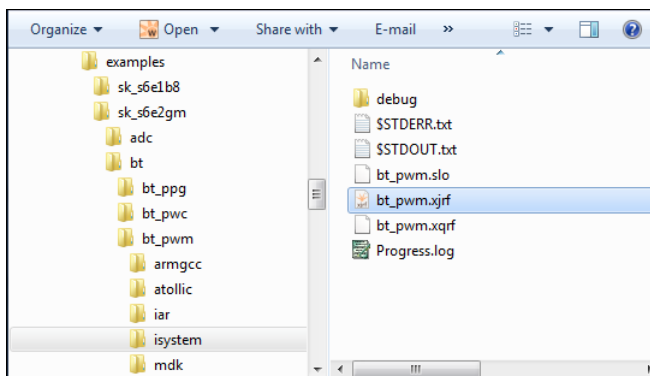 Organize Open Share with E-mail »
examples
sk_s6e1b8
sk_s6e2gm
adc
bt
bt_ppg
bt_pwc
bt_pwm
armgcc
atollic
iar
isystem
mdk
Name
debug
$STDERR.txt
$STDOUT.txt
bt_pwm.slo
bt_pwm.xjrf
bt_pwm.xqrf
Progress.log